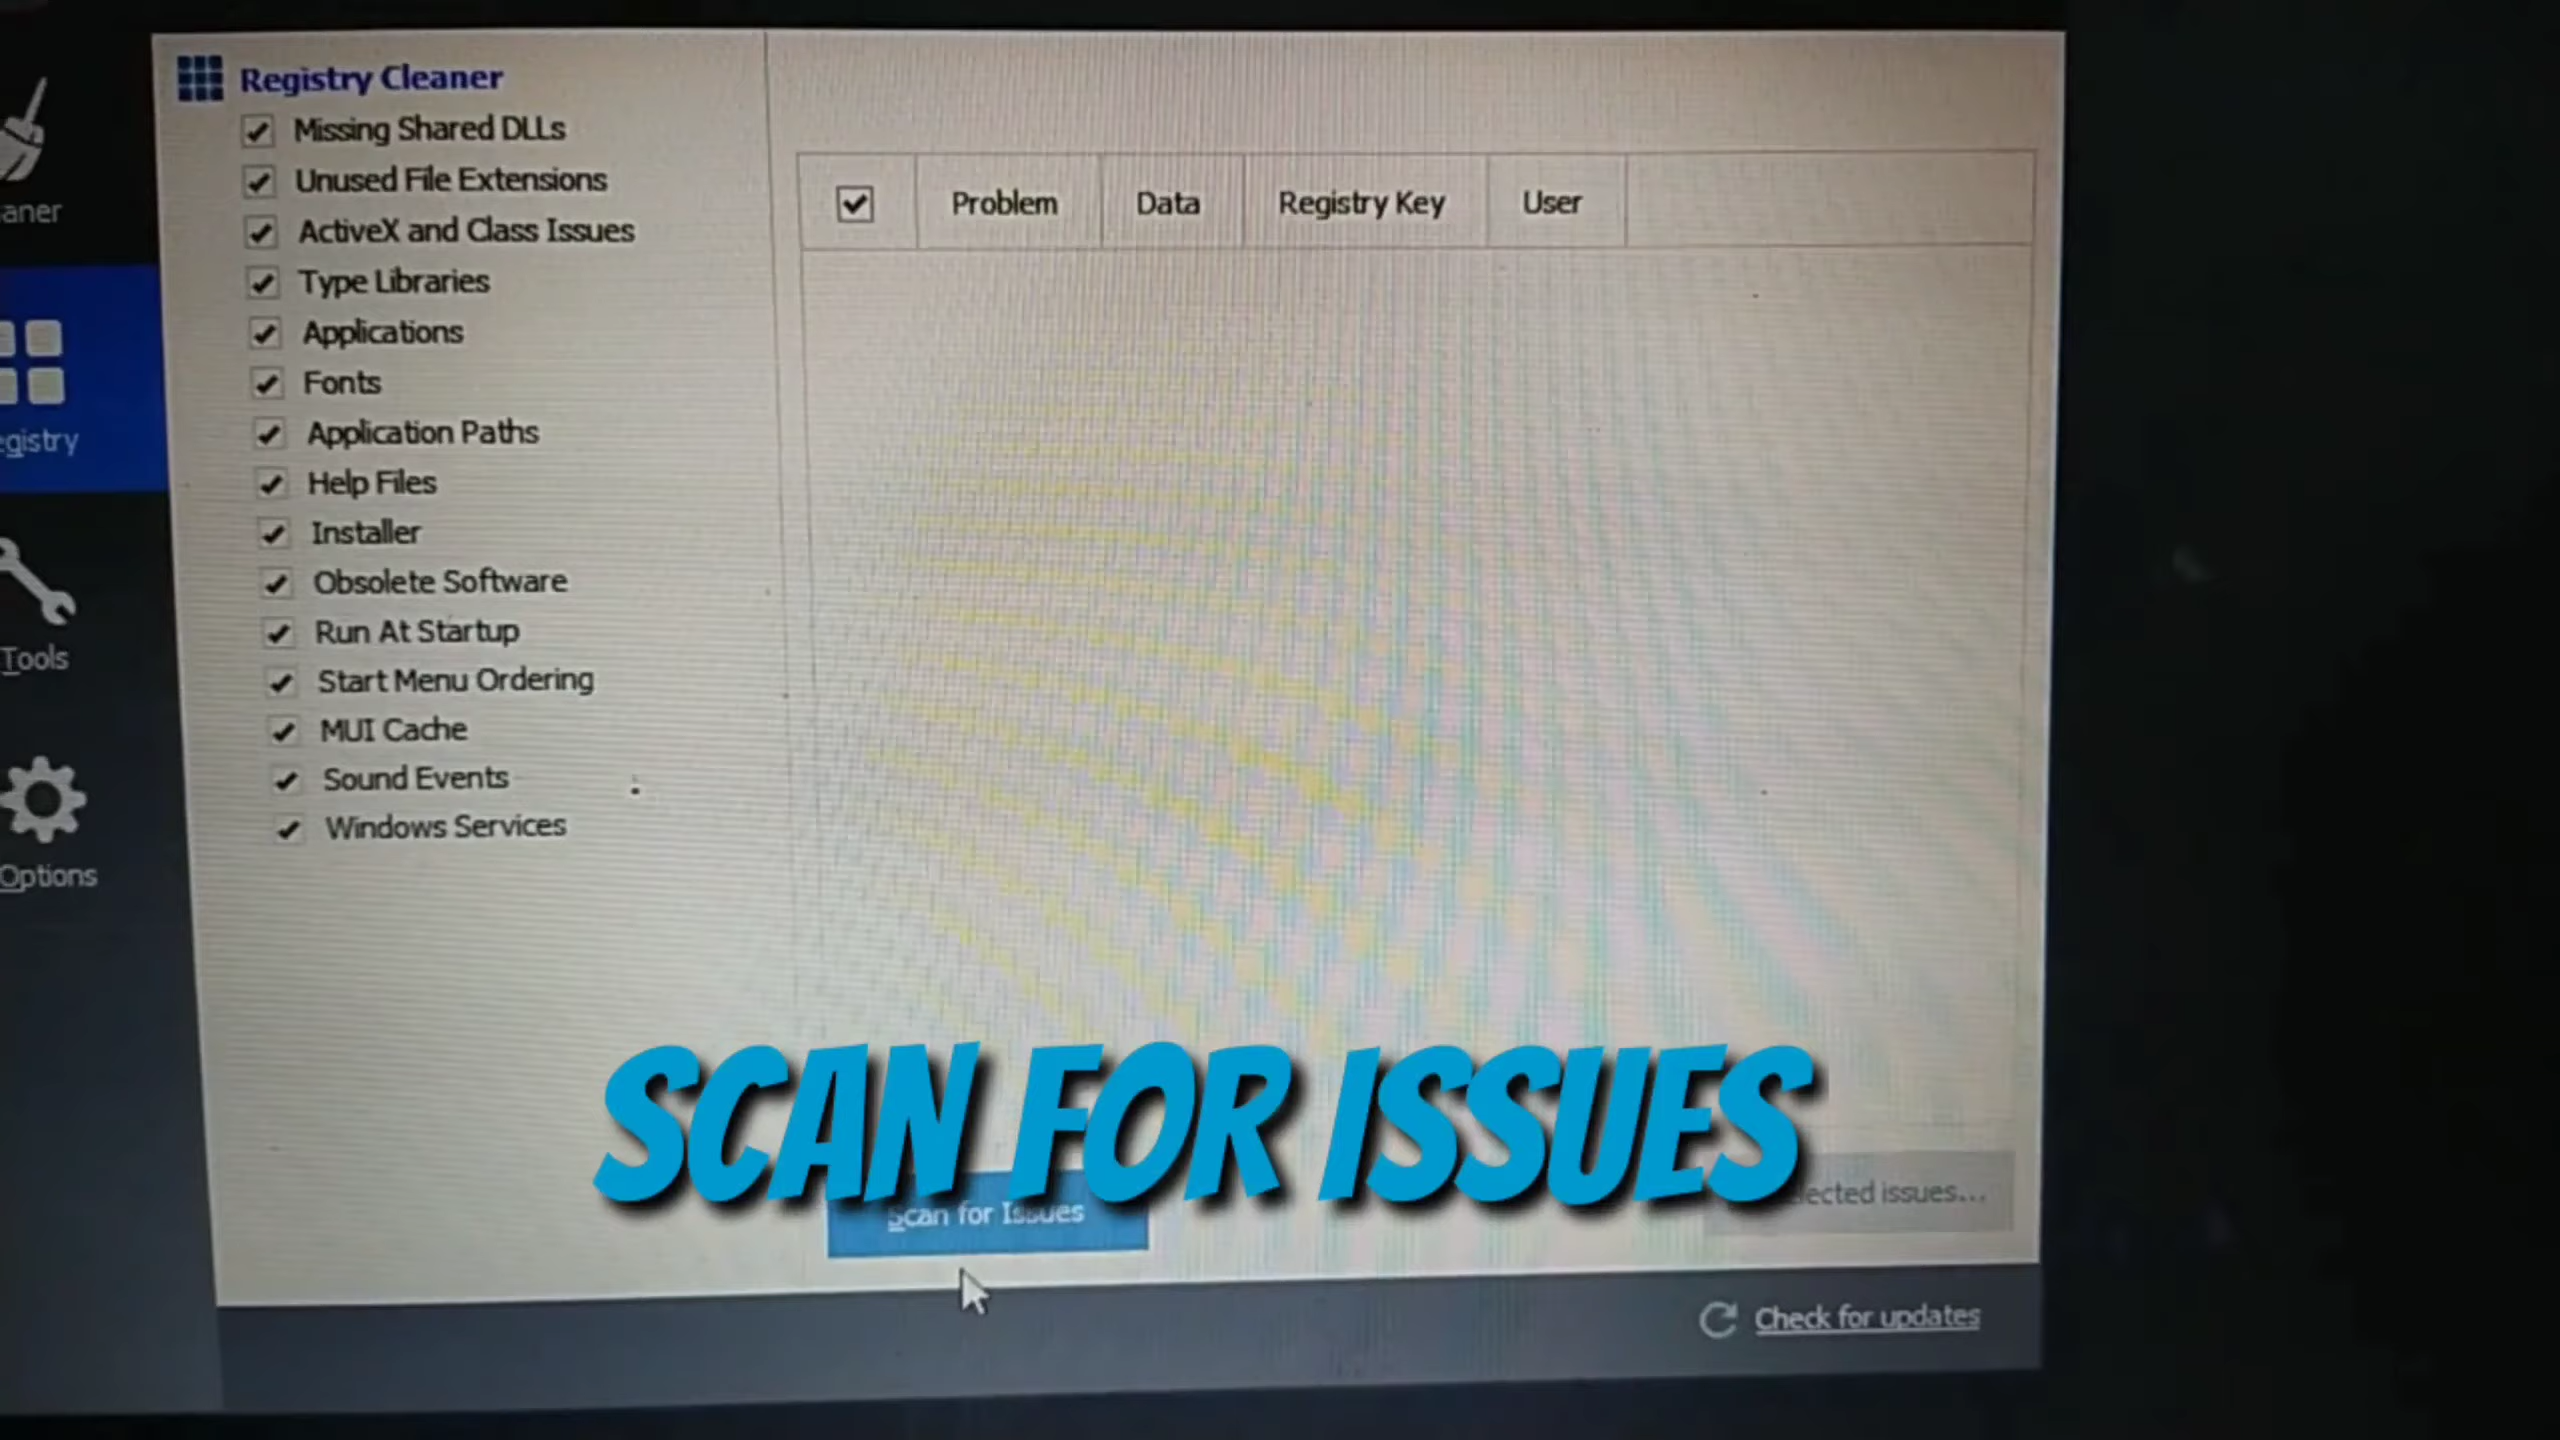 Registry Cleaner
Missing Shared DLLs
Unused File Extensions
ActiveX and Class Issues
Type Libraries
Applications
Fonts
Application Paths
Help Files
Installer
Obsolete Software
Run At Startup
Start Menu Ordering
MUI Cache
Sound Events
Windows Services
aner
egistry
Tools
Options
Problem Data Registry Key User
SCAN FOR ISSUES
Scan for Issues
lected issues...
Check for updates